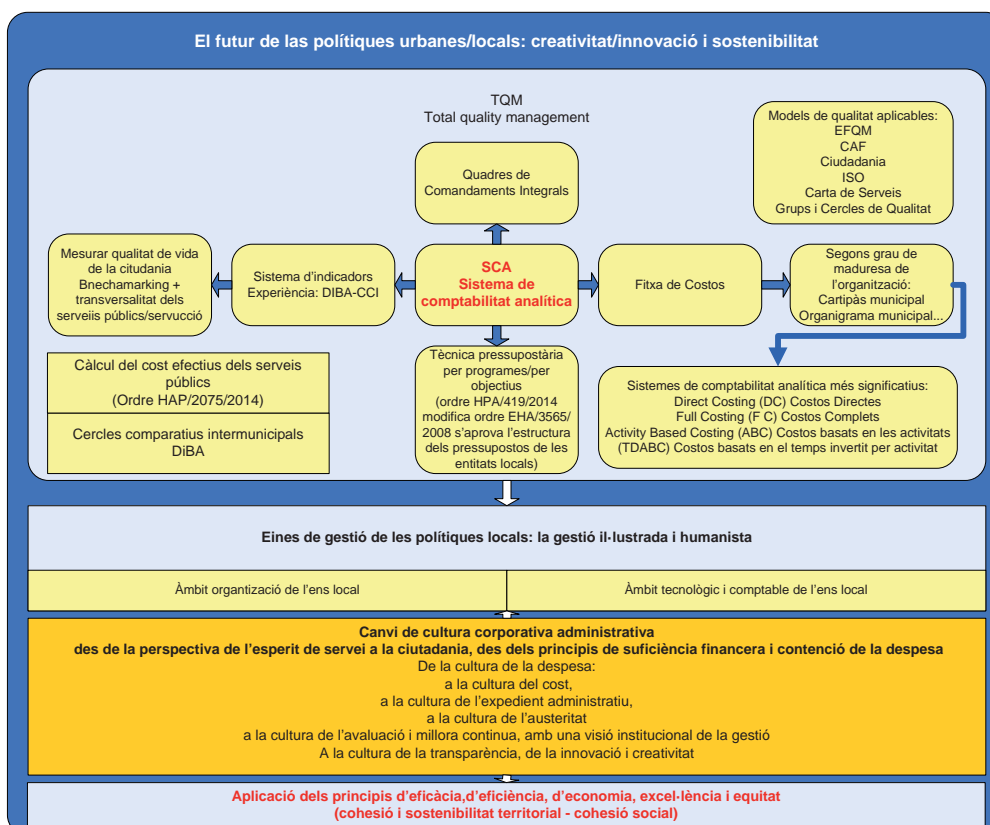 El futur de las polítiques urbanes/locals: creativitat/innovació i sostenibilitat
TQM
Total quality management
Models de qualitat aplicables:
EFQM
CAF
Ciudadania
ISO
Carta de Serveis
Grups i Cercles de Qualitat
Quadres de
Comandaments Integrals
Mesurar qualitat de vida
de la citudania
Bnechamarking +
transversalitat dels
serveiis públics/servucció
Sistema d'indicadors
Experiència: DIBA-CCI
SCA
Sistema de
comptabilitat analítica
Fitxa de Costos
Segons grau de
maduresa de
l'organitzación:
Cartipàs municipal
Organigrama municipal...
Càlcul del cost efectius dels serveis
públics
(Ordre HAP/2075/2014)
Cercles comparatius intermunicipals
DiBA
Tècnica pressupostària
per programes/per
objectius
(ordre HPA/419/2014
modifica ordre EHA/3565/
2008 s'aprova l'estructura
dels pressupostos de les
entitats locals)
Sistemes de comptabilitat analítica més significatius:
Direct Costing (DC) Costos Directes
Full Costing (F C) Costos Complets
Activity Based Costing (ABC) Costos basats en les activitats
(TDABC) Costos basats en el temps invertit per activitat
Eines de gestió de les polítiques locals: la gestió il·lustrada i humanista
Àmbit organització de l'ens local
Àmbit tecnològic i comptable de l'ens local
Canvi de cultura corporativa administrativa
des de la perspectiva de l'esperit de servei a la ciutadania, des dels principis de suficiència financera i contenció de la despesa
De la cultura de la despesa:
a la cultura del cost,
a la cultura de l'expedient administratiu,
a la cultura de l'austeritat
a la cultura de l'avaluació i millora continua, amb una visió institucional de la gestió
A la cultura de la transparència, de la innovació i creativitat
Aplicació dels principis d'eficàcia,d'eficiència, d'economia, excel·lència i equitat
(cohesió i sostenibilitat territorial - cohesió social)